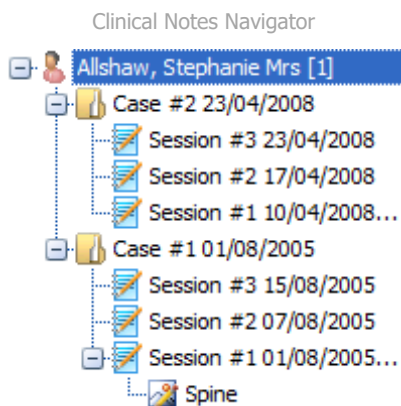 Clinical Notes Navigator
Allshaw, Stephanie Mrs [1]
Case #2 23/04/2008
Session #3 23/04/2008
Session #2 17/04/2008
Session #1 10/04/2008...
Case #1 01/08/2005
Session #3 15/08/2005
Session #2 07/08/2005
Session #1 01/08/2005...
Spine